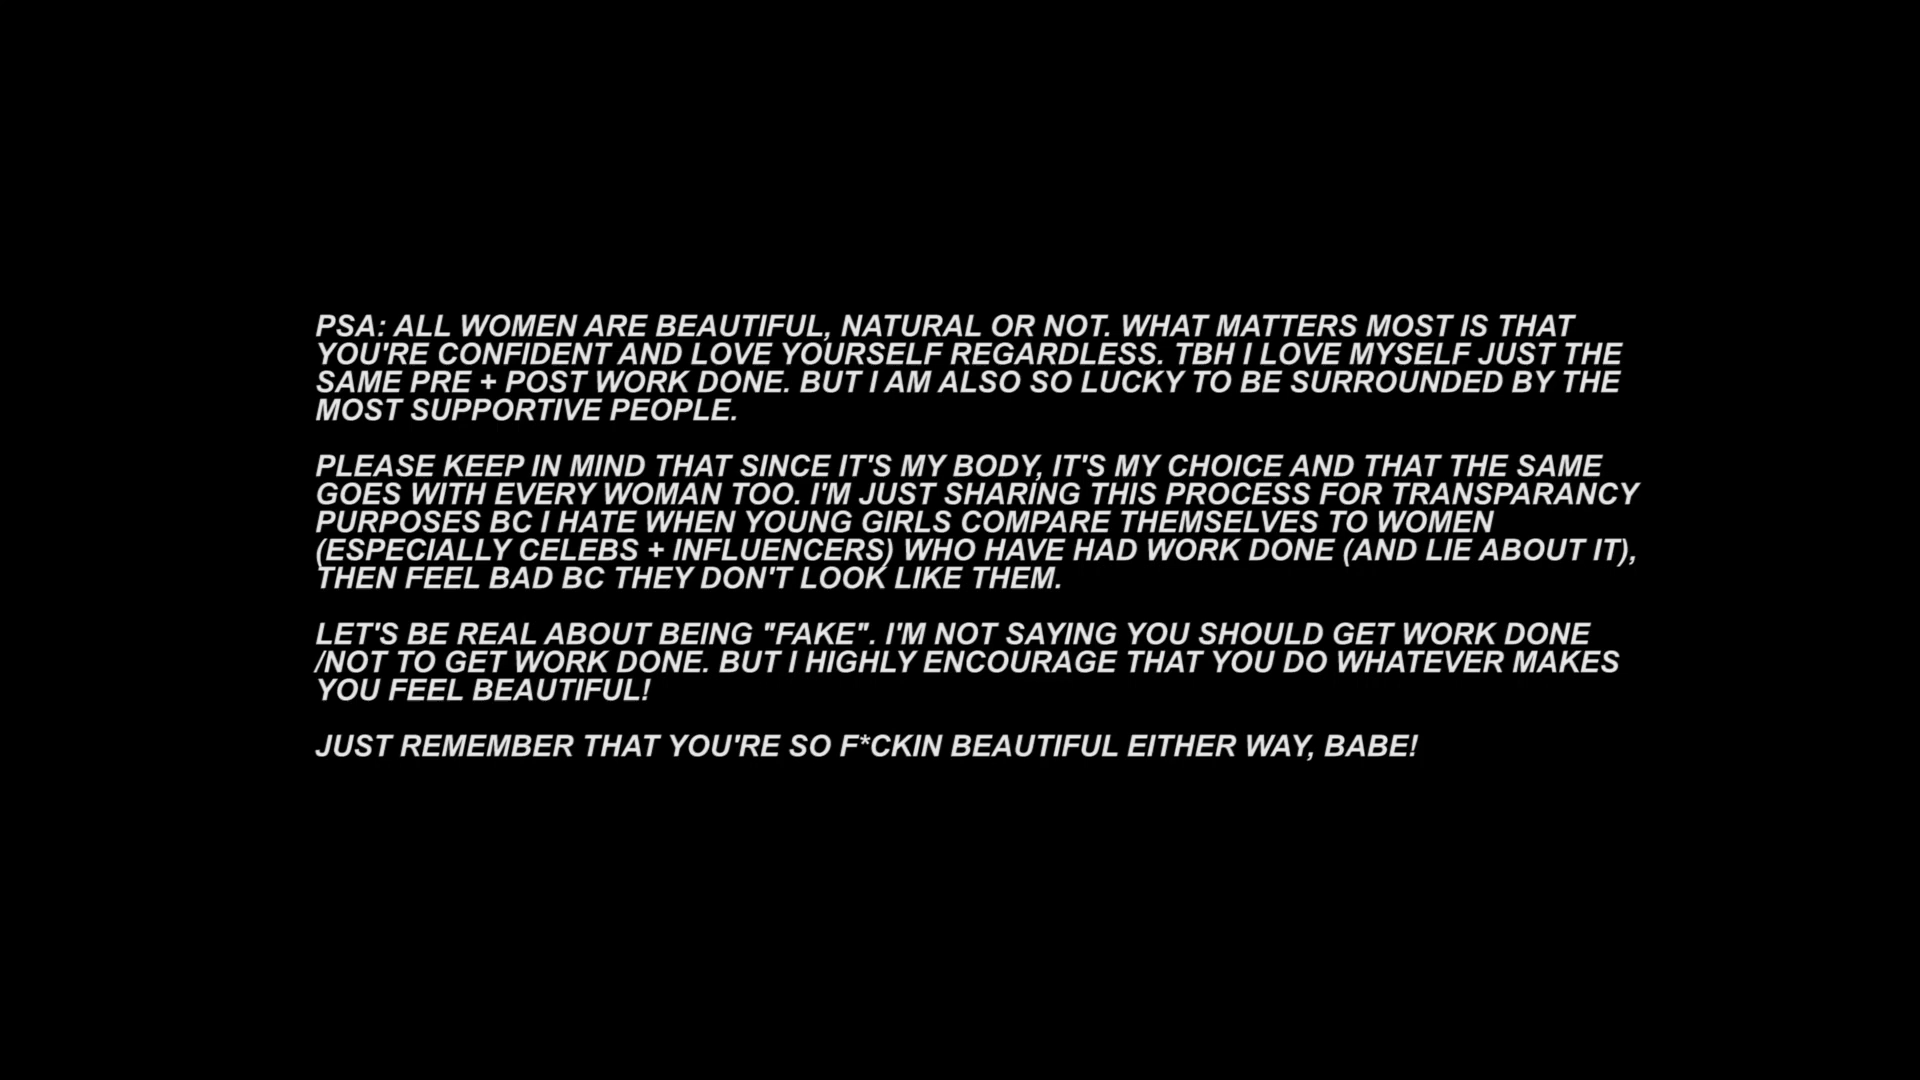 PSA: ALL WOMEN ARE BEAUTIFUL, NATURAL OR NOT. WHAT MATTERS MOST IS THAT
YOU'RE CONFIDENT AND LOVE YOURSELF REGARDLESS. TBH I LOVE MYSELF JUST THE
SAME PRE + POST WORK DONE. BUT I AM ALSO SO LUCKY TO BE SURROUNDED BY THE
MOST SUPPORTIVE PEOPLE.
PLEASE KEEP IN MIND THAT SINCE IT'S MY BODY, IT'S MY CHOICE AND THAT THE SAME
GOES WITH EVERY WOMAN TOO. I'M JUST SHARING THIS PROCESS FOR TRANSPARANCY
PURPOSES BC I HATE WHEN YOUNG GIRLS COMPARE THEMSELVES TO WOMEN
(ESPECIALLY CELEBS + INFLUENCERS) WHO HAVE HAD WORK DONE (AND LIE ABOUT IT),
THEN FEEL BAD BC THEY DON'T LOOK LIKE THEM.
LET'S BE REAL ABOUT BEING "FAKE". I'M NOT SAYING YOU SHOULD GET WORK DONE
/NOT TO GET WORK DONE. BUT I HIGHLY ENCOURAGE THAT YOU DO WHATEVER MAKES
YOU FEEL BEAUTIFUL!
JUST REMEMBER THAT YOU'RE SO F*CKIN BEAUTIFUL EITHER WAY, BABE!